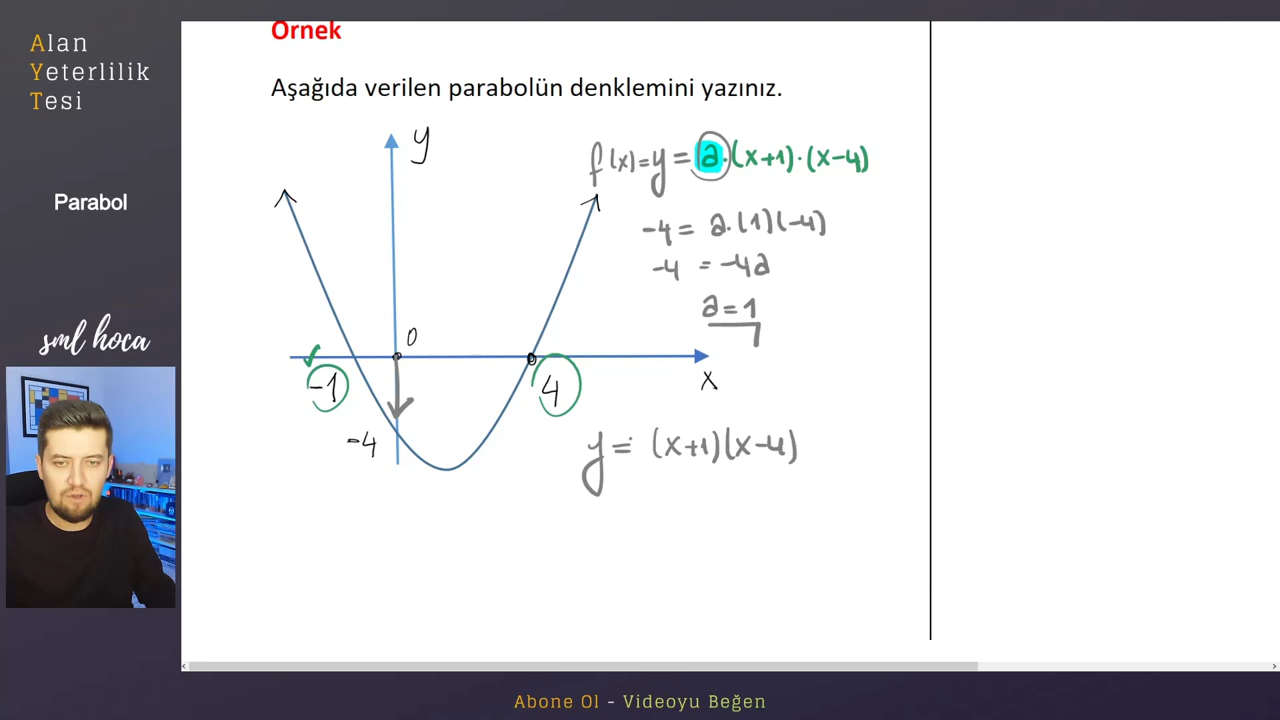 Alan
Yeterlilik
Tesi
Parabol
sml hoca
Örnek
Aşağıda verilen parabolün denklemini yazınız.
y
f(x)=y = a.(x+1).(x-4)
-4 = a.(1)(-4)
-4 = -4a
a=1
0
-1
4
x
-4
y = (x+1)(x-4)
Abone Ol - Videoyu Beğen